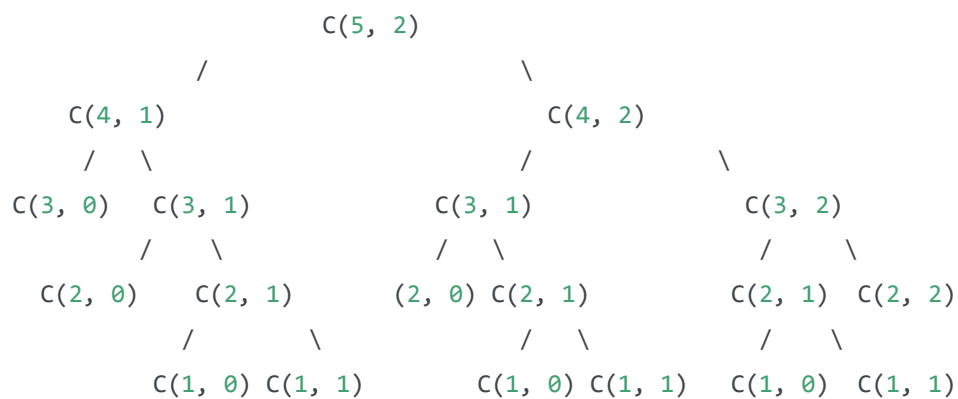 C(5, 2)
/ \
C(4, 1) C(4, 2)
/ \ / \
C(3, 0) C(3, 1) C(3, 1) C(3, 2)
/ \ / \ / \
C(2, 0) C(2, 1) (2, 0) C(2, 1) C(2, 1) C(2, 2)
/ \ / \ / \
C(1, 0) C(1, 1) C(1, 0) C(1, 1) C(1, 0) C(1, 1)